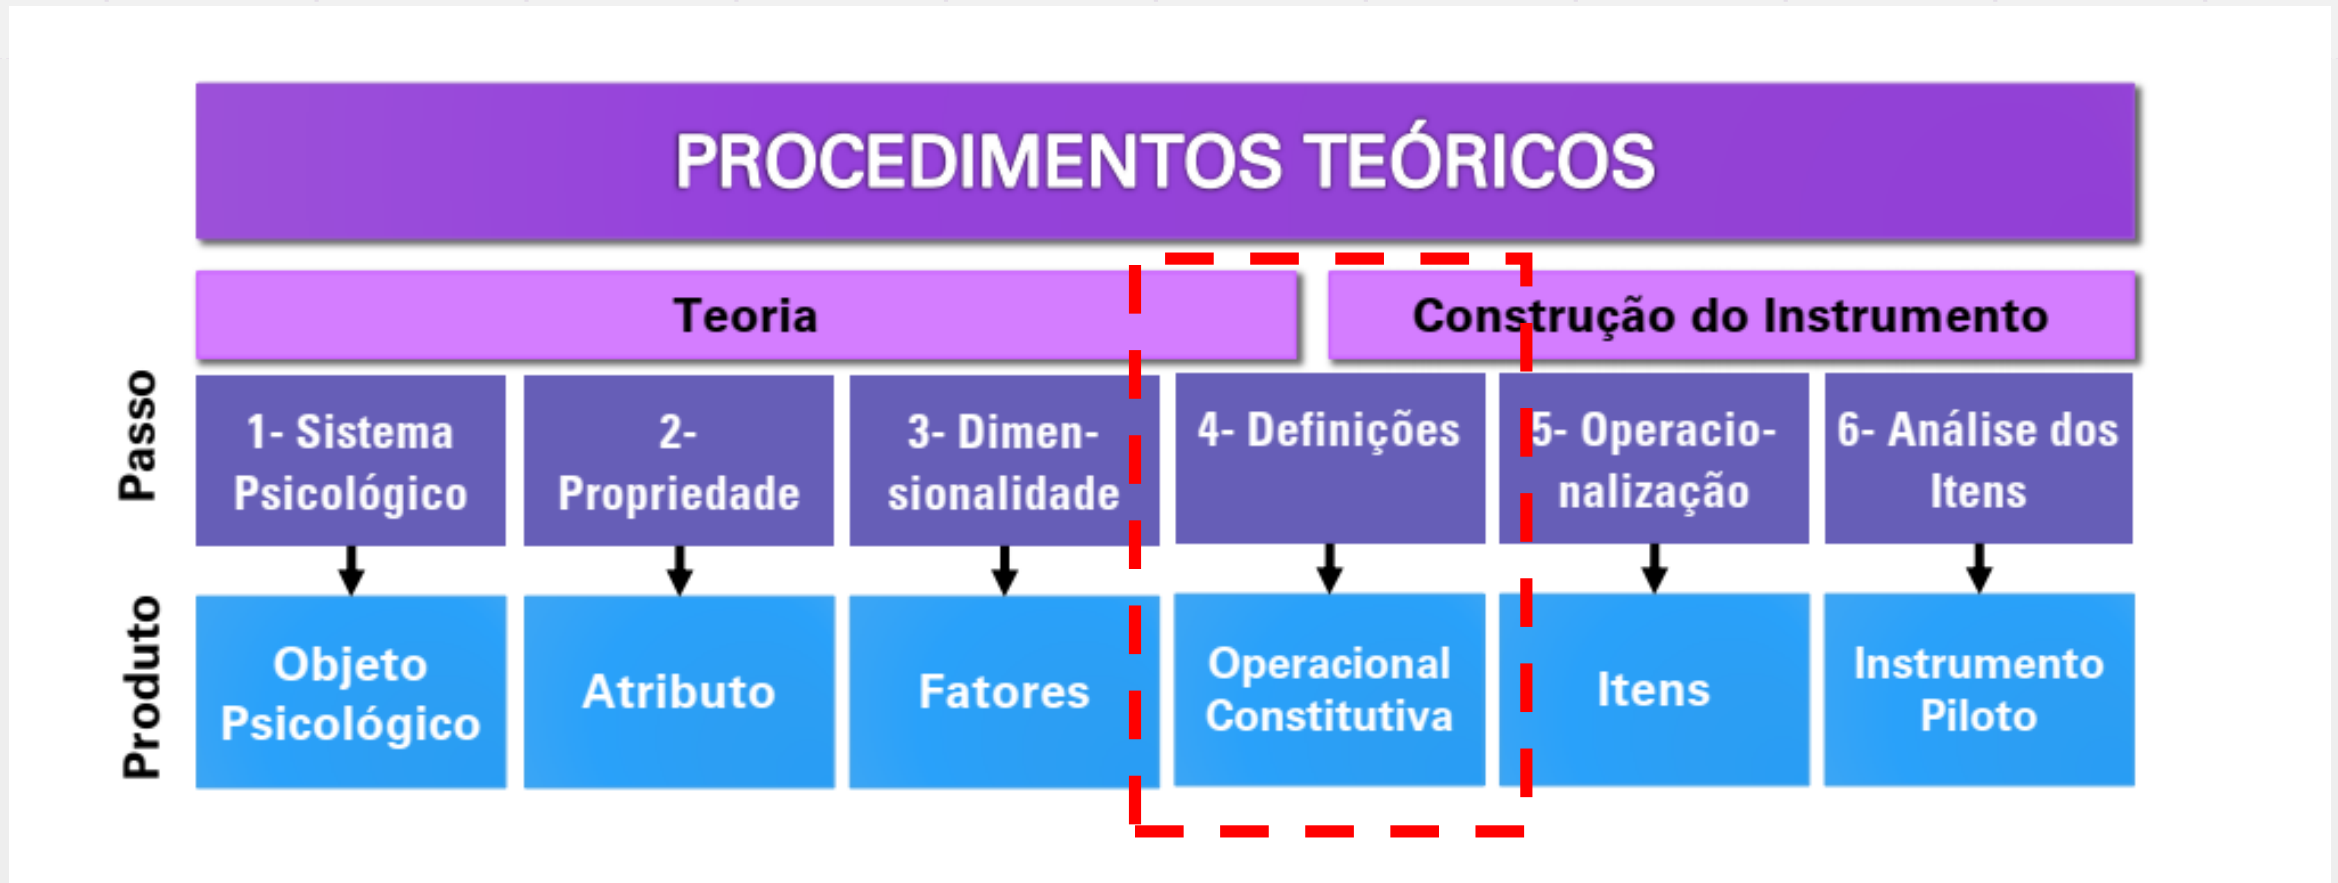 PROCEDIMENTOS TEÓRICOS
Teoria
Construção do Instrumento
Passo
1- Sistema
Psicológico
2-
Propriedade
3- Dimen-
sionalidade
4- Definições
5- Operacio-
nalização
6- Análise dos
Itens
Produto
Objeto
Psicológico
Atributo
Fatores
Operacional
Constitutiva
Itens
Instrumento
Piloto